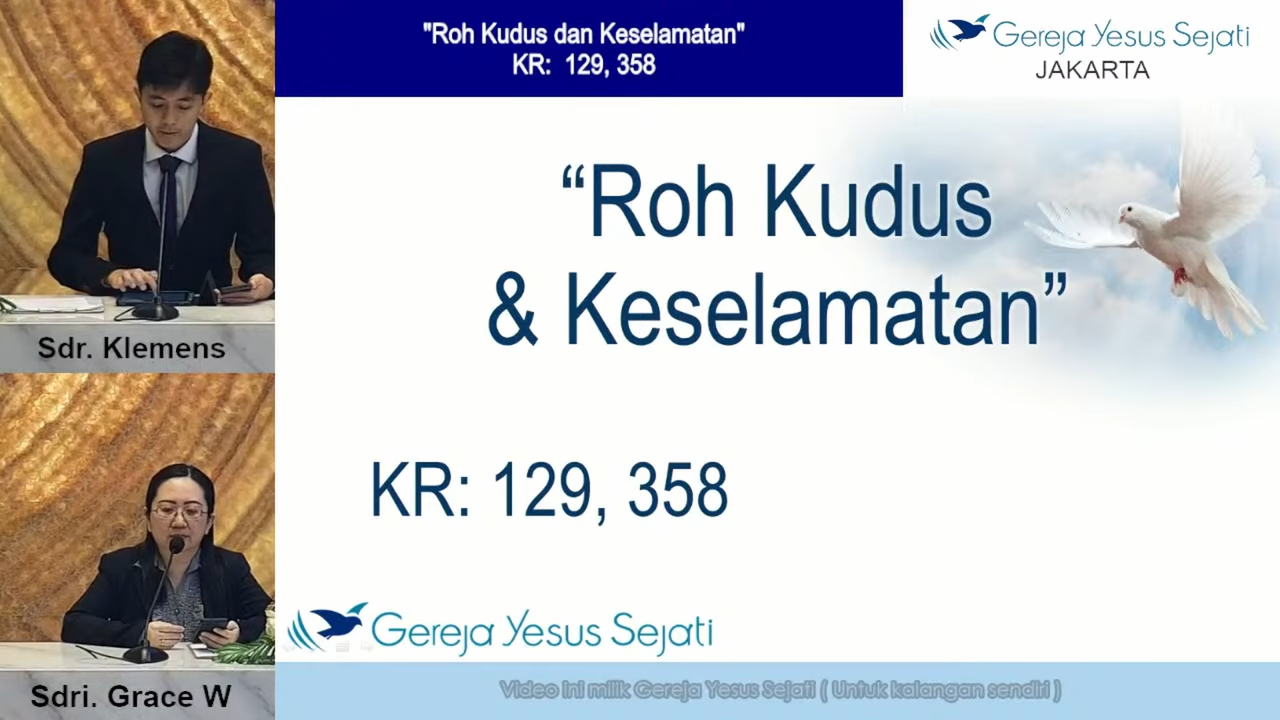 "Roh Kudus dan Keselamatan"
KR: 129, 358
Gereja Yesus Sejati
JAKARTA
“Roh Kudus
& Keselamatan”
KR: 129, 358
Gereja Yesus Sejati
Sdr. Klemens
Sdri. Grace W
Video ini milik Gereja Yesus Sejati ( Untuk kalangan sendiri )